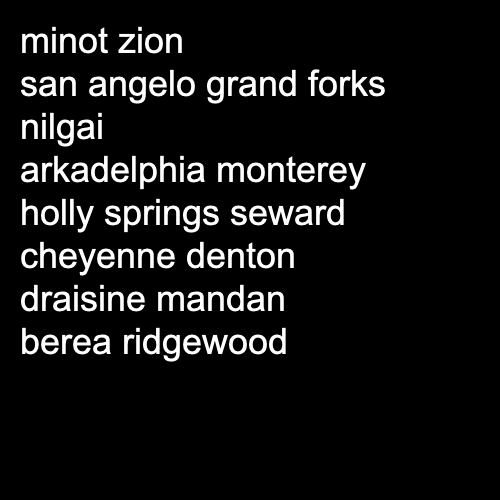 minot zion
san angelo grand forks
nilgai
arkadelphia monterey
holly springs seward
cheyenne denton
draisine mandan
berea ridgewood